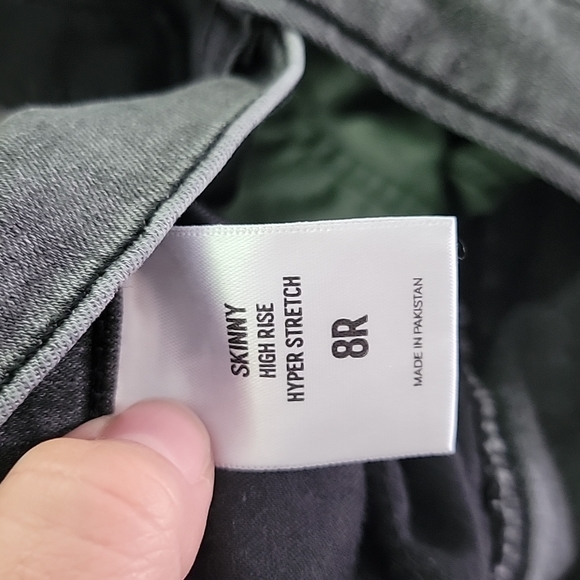 SKINNY
HIGH RISE
HYPER STRETCH
8R
MADE IN PAKISTAN